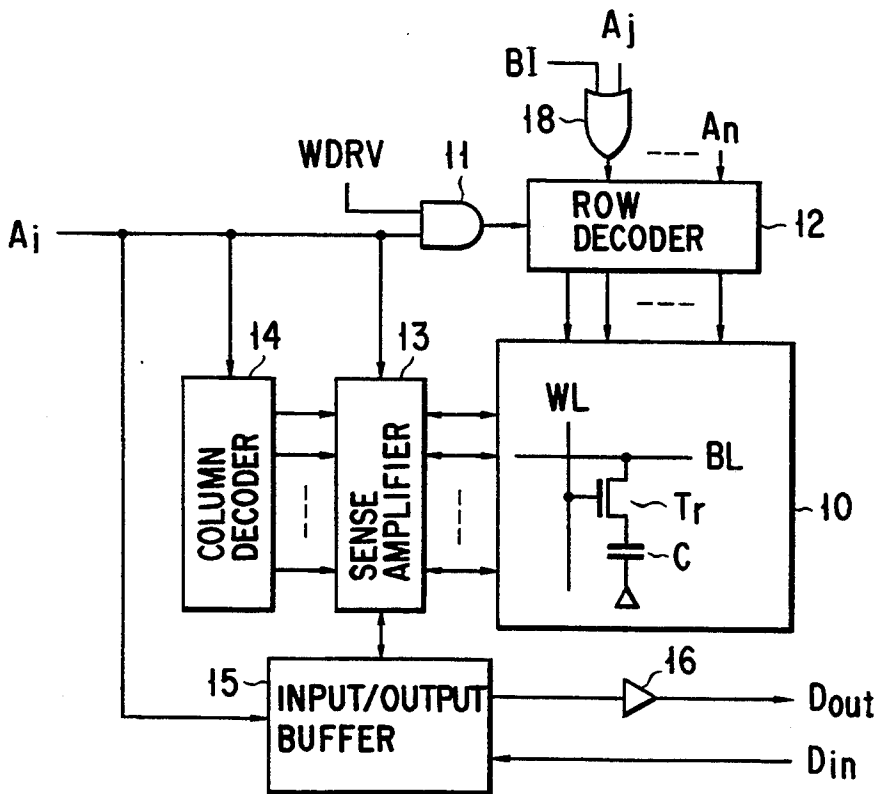 Aj
BI
18
An
WDRV
11
ROW
DECODER
12
Ai
14
13
COLUMN
DECODER
SENSE
AMPLIFIER
WL
BL
Tr
C
10
15
INPUT/OUTPUT
BUFFER
16
Dout
Din